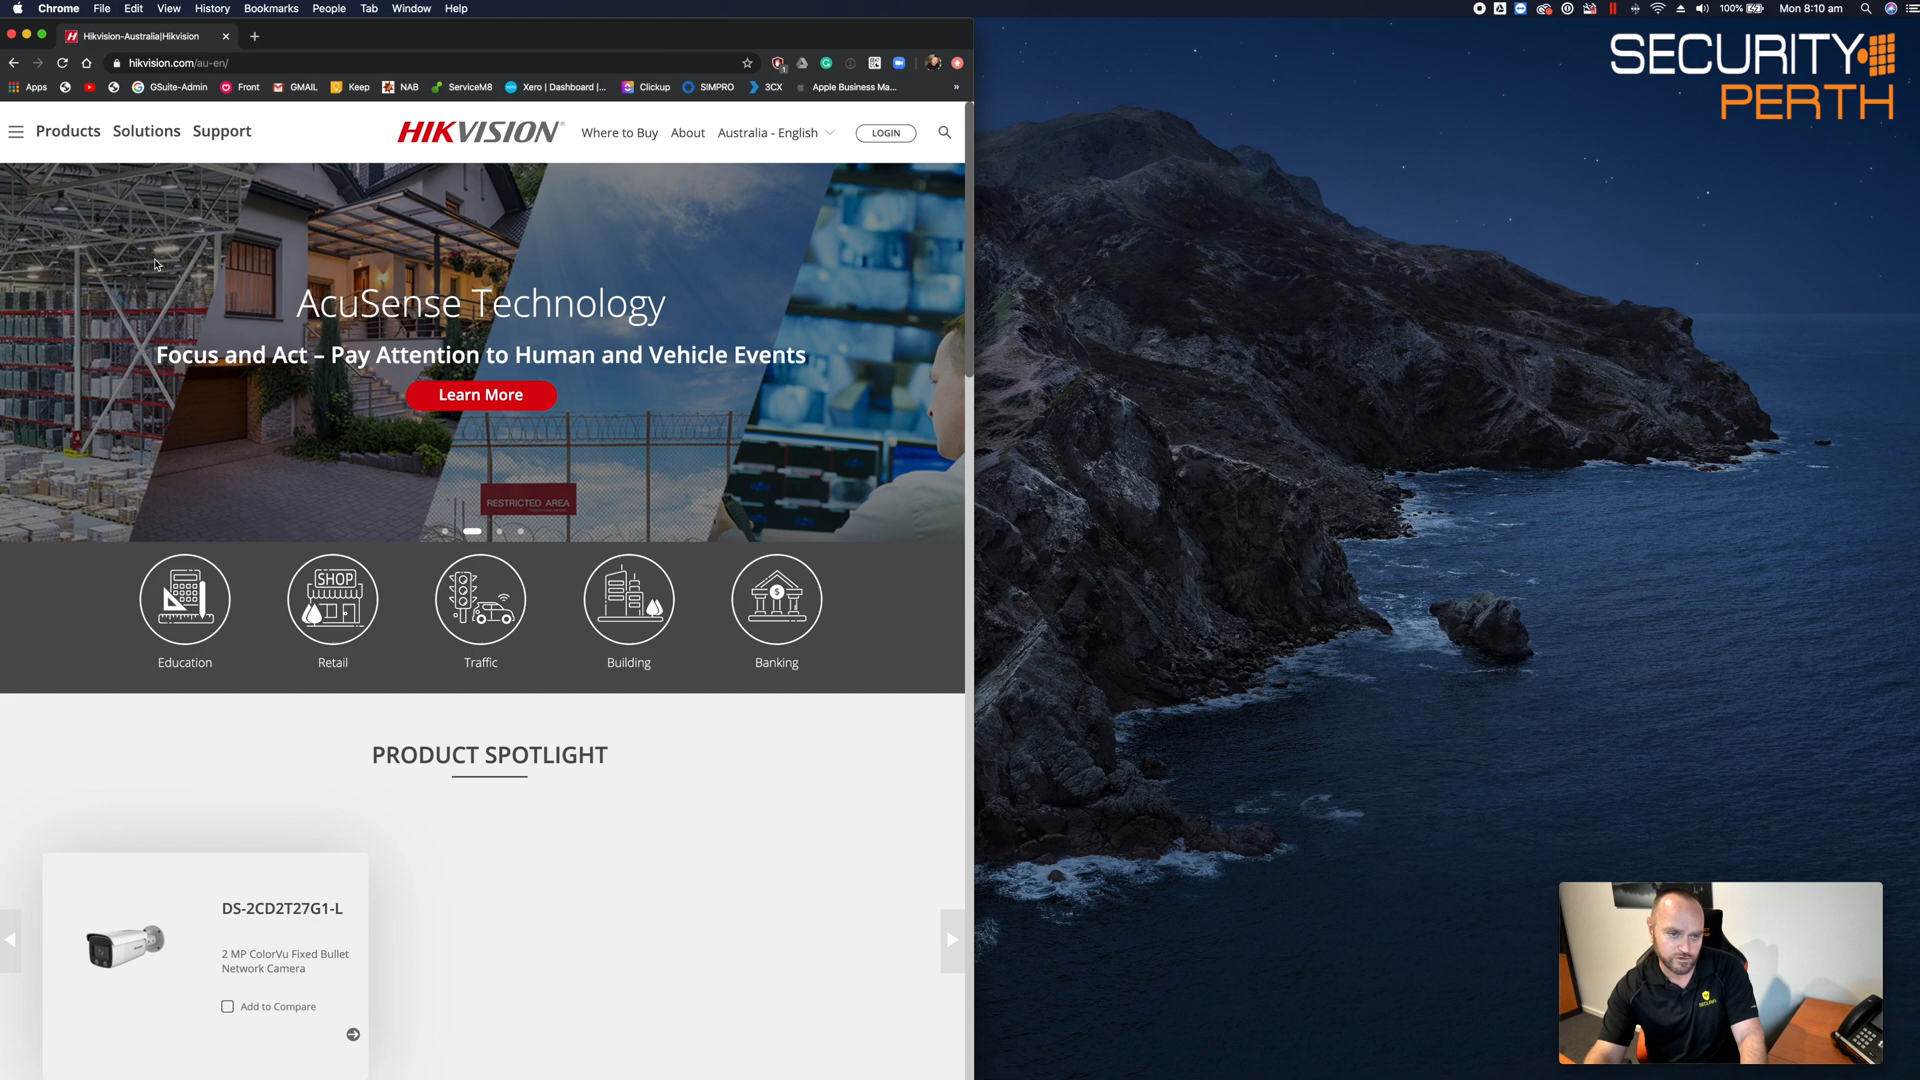 Chrome File Edit View History Bookmarks People Tab Window Help
100% Mon 8:10 am
Hikvision-Australia|Hikvision
hikvision.com/au-en/
Apps GSuite-Admin Front GMAIL Keep NAB ServiceM8 Xero | Dashboard |... Clickup SIMPRO 3CX Apple Business Ma... »
SECURITY
PERTH
Products Solutions Support HIKVISION® Where to Buy About Australia - English LOGIN
AcuSense Technology
Focus and Act – Pay Attention to Human and Vehicle Events
Learn More
RESTRICTED AREA
SHOP
$
Education Retail Traffic Building Banking
PRODUCT SPOTLIGHT
DS-2CD2T27G1-L
2 MP ColorVu Fixed Bullet
Network Camera
Add to Compare